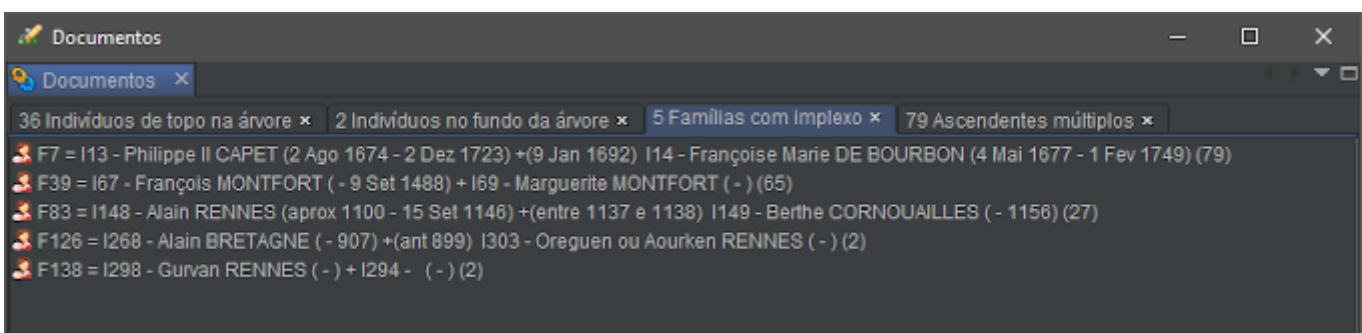 Documentos
Documentos
36 Indivíduos de topo na árvore × 2 Indivíduos no fundo da árvore × 5 Famílias com implexo × 79 Ascendentes múltiplos ×
F7 = I13 - Philippe II CAPET (2 Ago 1674 - 2 Dez 1723) +(9 Jan 1692) I14 - Françoise Marie DE BOURBON (4 Mai 1677 - 1 Fev 1749) (79)
F39 = I67 - François MONTFORT ( - 9 Set 1488) + I69 - Marguerite MONTFORT ( - ) (65)
F83 = I148 - Alain RENNES (aprox 1100 - 15 Set 1146) +(entre 1137 e 1138) I149 - Berthe CORNOUAILLES ( - 1156) (27)
F126 = I268 - Alain BRETAGNE ( - 907) +(ant 899) I303 - Oreguen ou Aourken RENNES ( - ) (2)
F138 = I298 - Gurvan RENNES ( - ) + I294 - ( - ) (2)